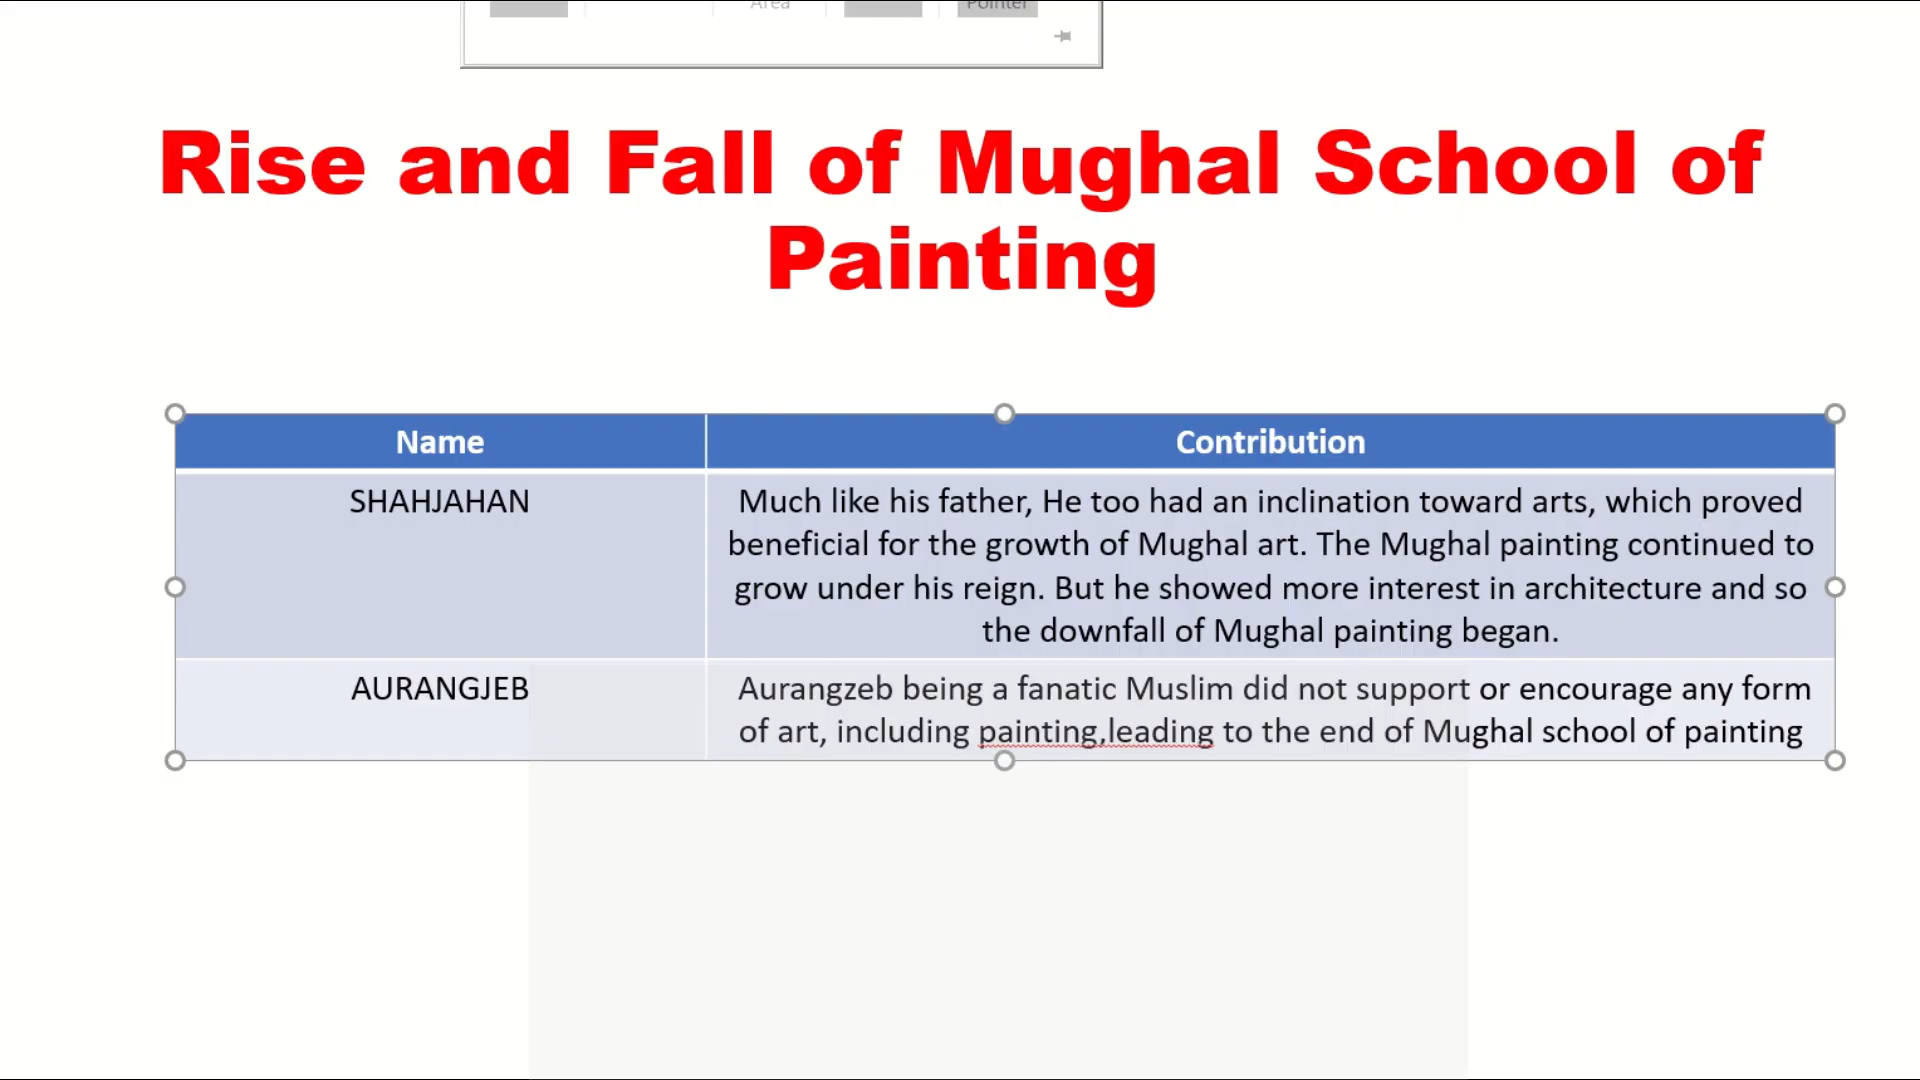 Area Pointer
Rise and Fall of Mughal School of
Painting
Name Contribution
SHAHJAHAN
Much like his father, He too had an inclination toward arts, which proved
beneficial for the growth of Mughal art. The Mughal painting continued to
grow under his reign. But he showed more interest in architecture and so
the downfall of Mughal painting began.
AURANGJEB
Aurangzeb being a fanatic Muslim did not support or encourage any form
of art, including painting,leading to the end of Mughal school of painting